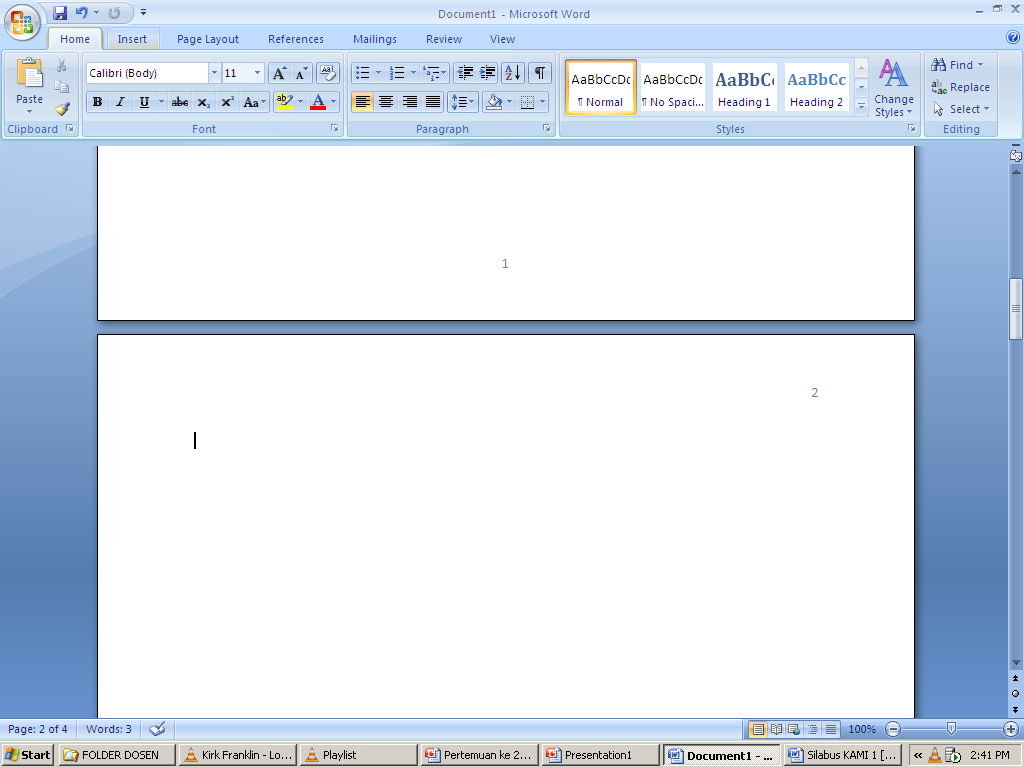 Document1 - Microsoft Word
Home Insert Page Layout References Mailings Review View
Calibri (Body) 11
AaBbCcDc AaBbCcDc AaBbC AaBbCc
Paste ¶ Normal ¶ No Spaci... Heading 1 Heading 2 Change Styles
Find
Replace
Select
Clipboard Font Paragraph Styles Editing
1
2
Page: 2 of 4 Words: 3 100%
Start FOLDER DOSEN Kirk Franklin - Lo... Playlist Pertemuan ke 2... Presentation1 Document1 - ... Silabus KAMI 1 [... « 2:41 PM